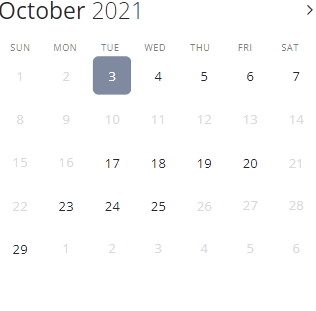 October 2021
SUN MON TUE WED THU FRI SAT
1 2 3 4 5 6 7
8 9 10 11 12 13 14
15 16 17 18 19 20 21
22 23 24 25 26 27 28
29 1 2 3 4 5 6